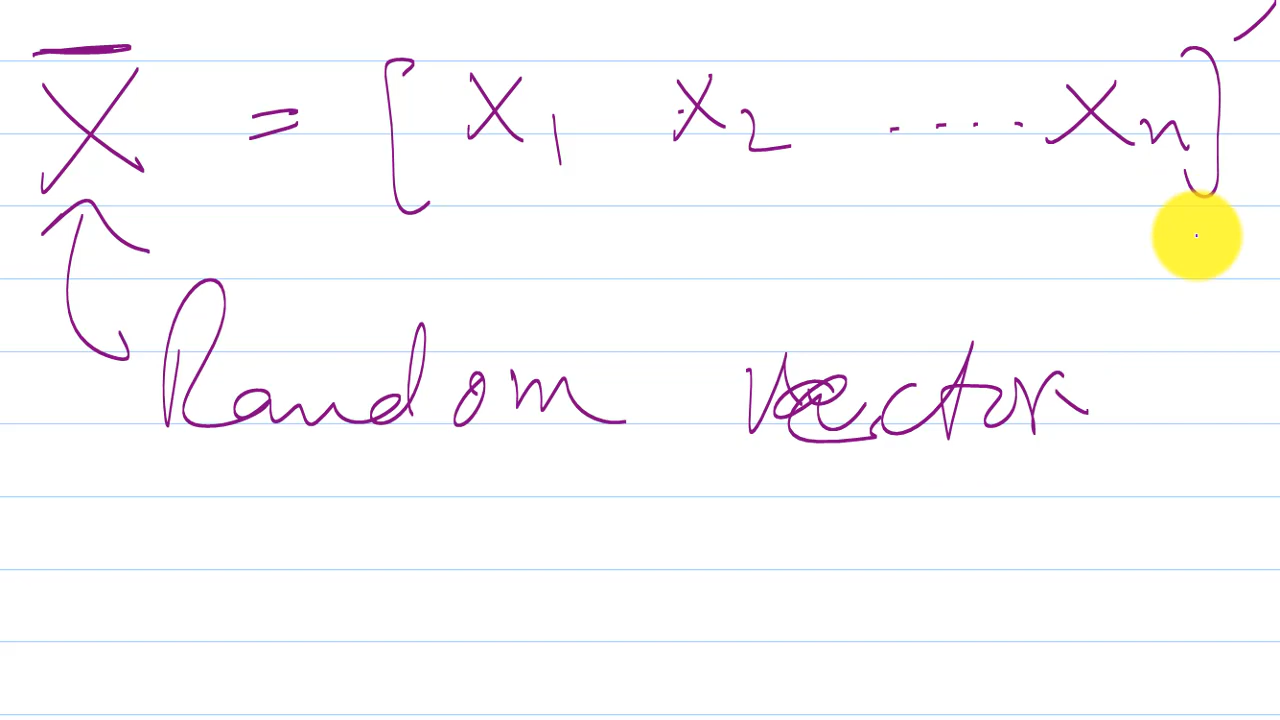 X̅ = [ X₁ X₂ .... Xₙ ]′
Random vector